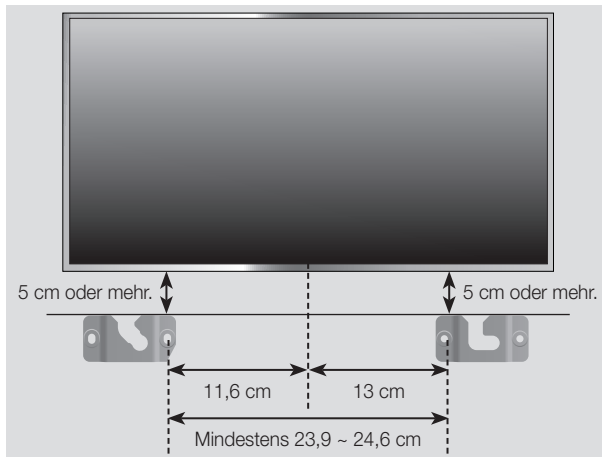 5 cm oder mehr.
5 cm oder mehr.
11,6 cm
13 cm
Mindestens 23,9 ~ 24,6 cm